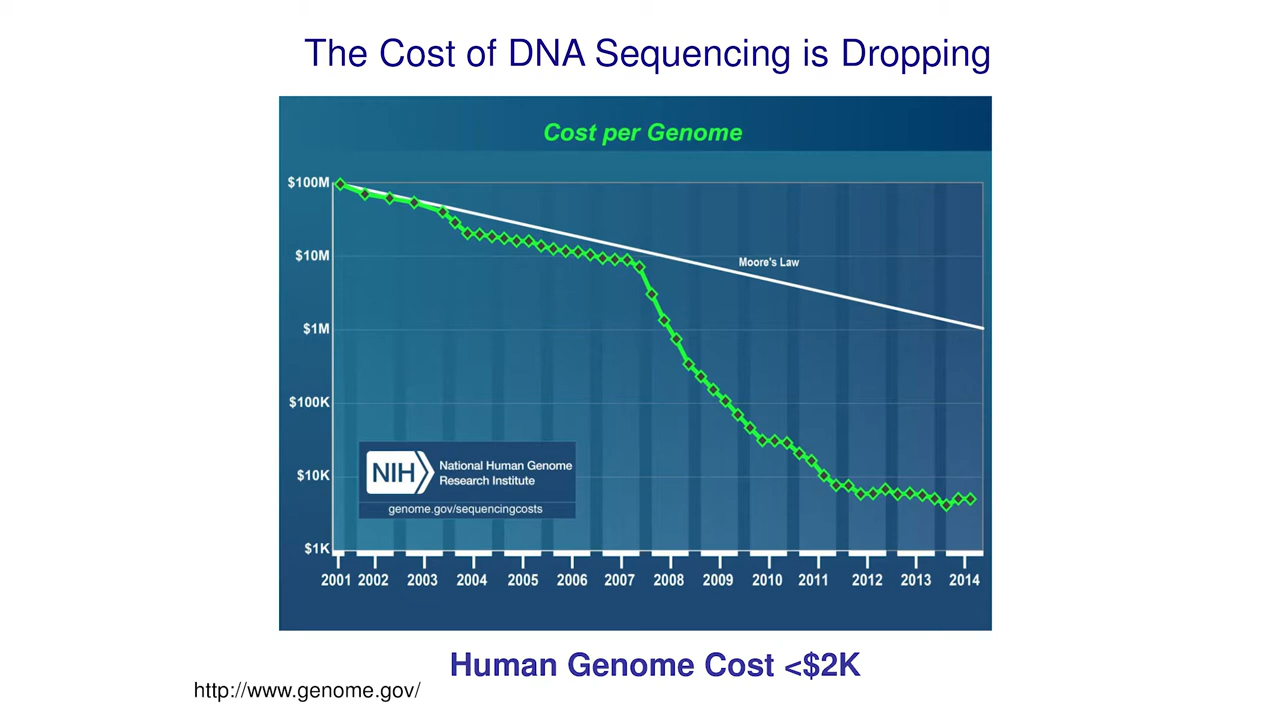 The Cost of DNA Sequencing is Dropping
Cost per Genome
$100M
$10M
Moore's Law
$1M
$100K
$10K
NIH
National Human Genome
Research Institute
genome.gov/sequencingcosts
$1K
2001 2002 2003 2004 2005 2006 2007 2008 2009 2010 2011 2012 2013 2014
Human Genome Cost <$2K
http://www.genome.gov/